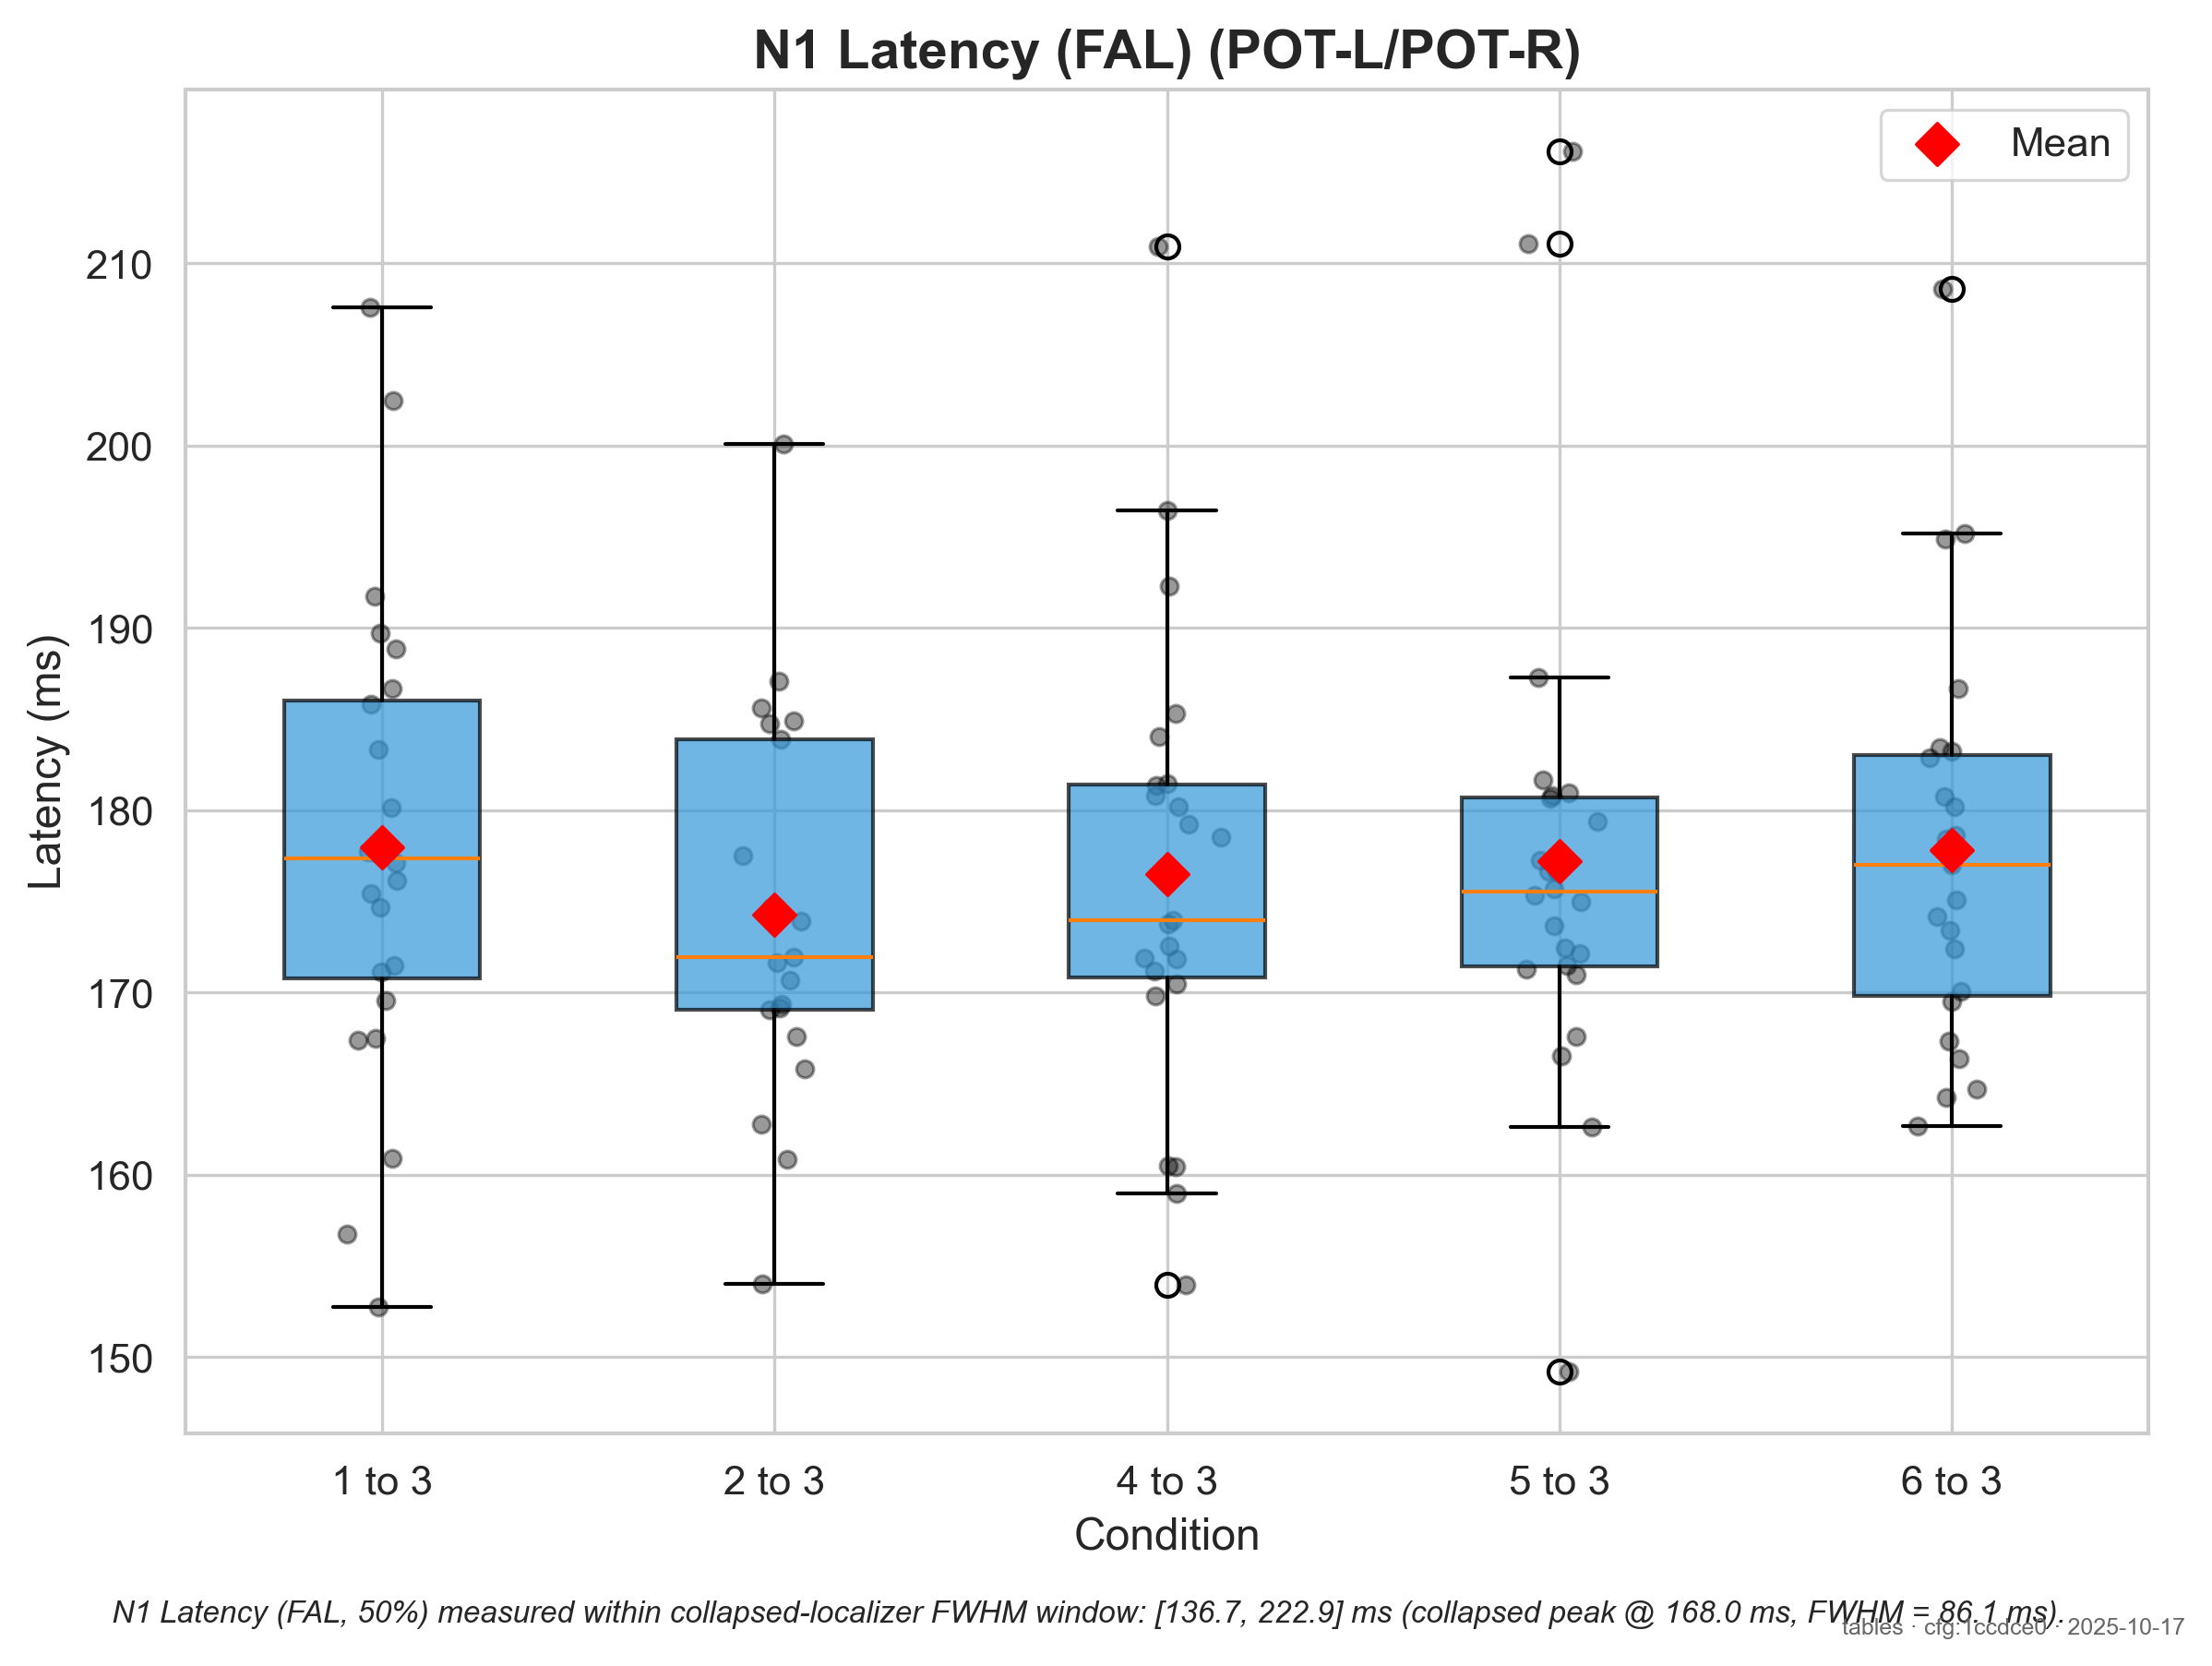 N1 Latency (FAL) (POT-L/POT-R)
Mean
Latency (ms)
210
200
190
180
170
160
150
1 to 3
2 to 3
4 to 3
5 to 3
6 to 3
Condition
N1 Latency (FAL, 50%) measured within collapsed-localizer FWHM window: [136.7, 222.9] ms (collapsed peak @ 168.0 ms, FWHM = 86.1 ms).
tables · cfg:1ccdce0 · 2025-10-17